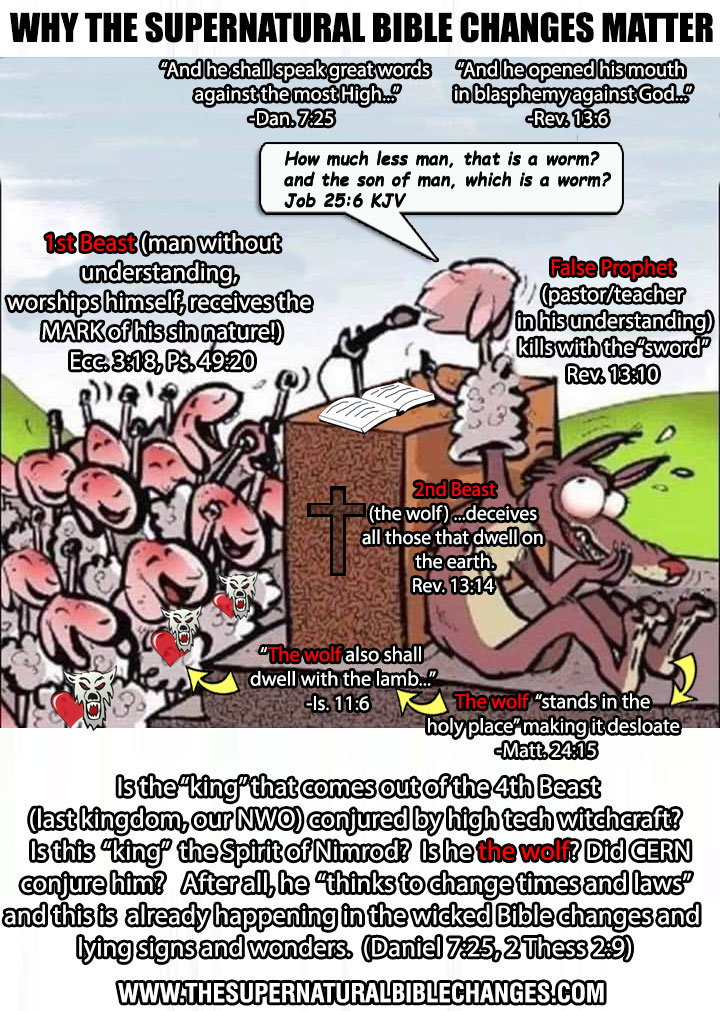 WHY THE SUPERNATURAL BIBLE CHANGES MATTER
"And he shall speak great words
against the most High..."
-Dan. 7:25
"And he opened his mouth
in blasphemy against God..."
-Rev. 13:6
How much less man, that is a worm?
and the son of man, which is a worm?
Job 25:6 KJV
1st Beast (man without
understanding,
worships himself, receives the
MARK of his sin nature!)
Ecc. 3:18, Ps. 49:20
False Prophet
(pastor/teacher
in his understanding)
kills with the "sword"
Rev. 13:10
2nd Beast
(the wolf) ...deceives
all those that dwell on
the earth.
Rev. 13:14
"The wolf also shall
dwell with the lamb..."
-Is. 11:6
The wolf "stands in the
holy place" making it desloate
-Matt. 24:15
Is the "king" that comes out of the 4th Beast
(last kingdom, our NWO) conjured by high tech witchcraft?
Is this "king" the Spirit of Nimrod? Is he the wolf? Did CERN
conjure him? After all, he "thinks to change times and laws"
and this is already happening in the wicked Bible changes and
lying signs and wonders. (Daniel 7:25, 2 Thess 2:9)
WWW.THESUPERNATURALBIBLECHANGES.COM